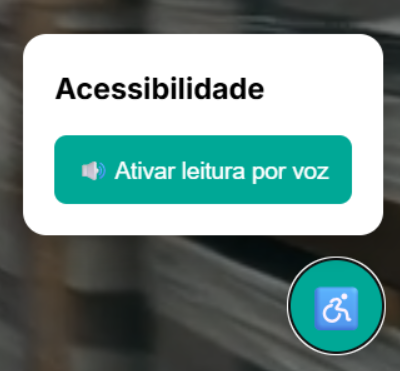 Acessibilidade
Ativar leitura por voz